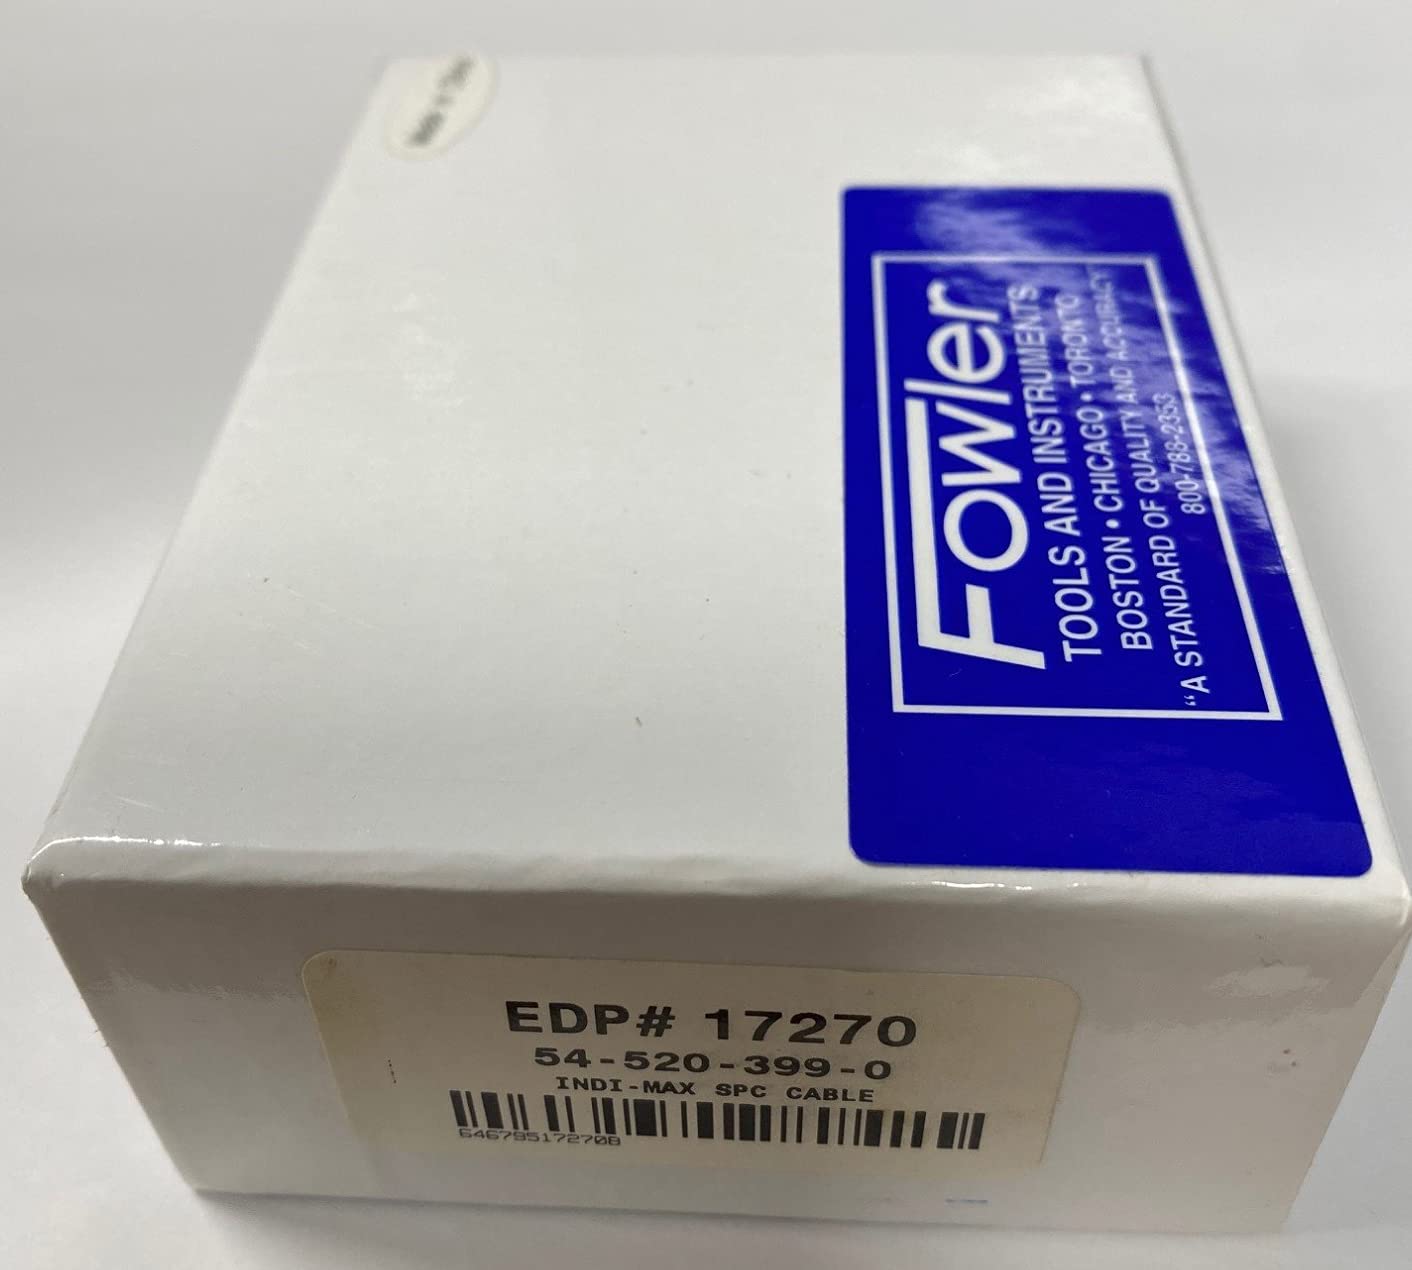 Fowler
TOOLS AND INSTRUMENTS
BOSTON • CHICAGO • TORONTO
"A STANDARD OF QUALITY AND ACCURACY
800-788-2353
EDP# 17270
54-520-399-0
INDI-MAX SPC CABLE
646795172708